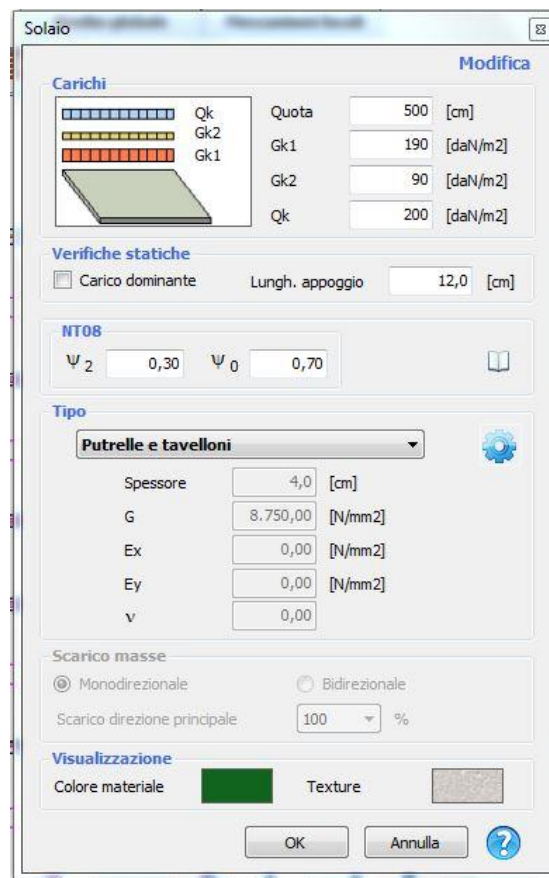 Solaio
Modifica
Carichi
Qk
Gk2
Gk1
Quota 500 [cm]
Gk1 190 [daN/m2]
Gk2 90 [daN/m2]
Qk 200 [daN/m2]
Verifiche statiche
Carico dominante Lungh. appoggio 12,0 [cm]
NT08
Ψ 2 0,30 Ψ 0 0,70
Tipo
Putrelle e tavelloni
Spessore 4,0 [cm]
G 8.750,00 [N/mm2]
Ex 0,00 [N/mm2]
Ey 0,00 [N/mm2]
ν 0,00
Scarico masse
Monodirezionale Bidirezionale
Scarico direzione principale 100 %
Visualizzazione
Colore materiale Texture
OK Annulla ?